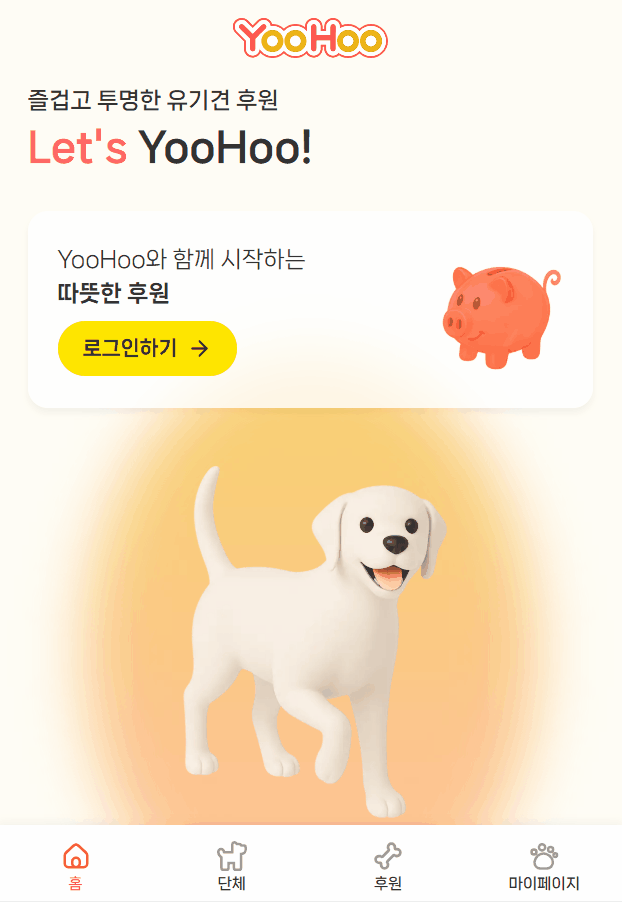 YooHoo
즐겁고 투명한 유기견 후원
Let's YooHoo!
YooHoo와 함께 시작하는
따뜻한 후원
로그인하기 →
홈
단체
후원
마이페이지